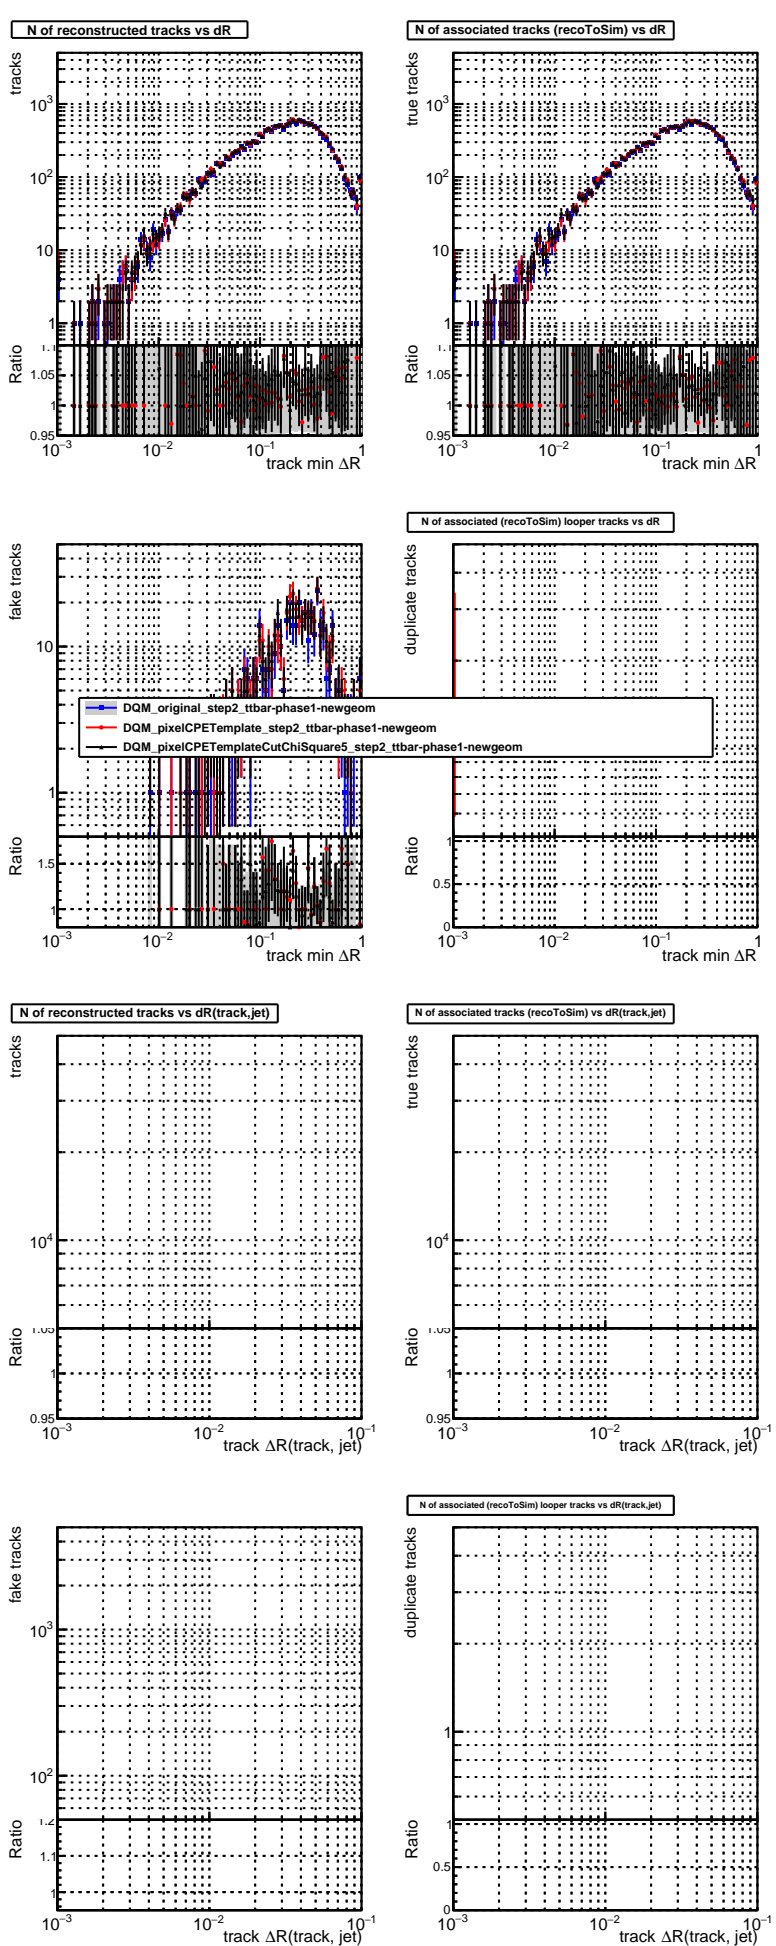 N of reconstructed tracks vs dR
tracks
10³
10²
10
1
1.1
Ratio
1.05
1
0.95
10⁻³
10⁻²
10⁻¹
1
track min ΔR
N of associated tracks (recoToSim) vs dR
true tracks
10³
10²
10
1
1.1
Ratio
1.05
1
0.95
10⁻³
10⁻²
10⁻¹
1
track min ΔR
fake tracks
10
1
Ratio
1.5
1
10⁻³
10⁻²
10⁻¹
1
track min ΔR
N of associated (recoToSim) looper tracks vs dR
duplicate tracks
Ratio
1
0.5
0
10⁻³
10⁻²
10⁻¹
1
track min ΔR
DQM_original_step2_ttbar-phase1-newgeom
DQM_pixelCPETemplate_step2_ttbar-phase1-newgeom
DQM_pixelCPETemplateCutChiSquare5_step2_ttbar-phase1-newgeom
N of reconstructed tracks vs dR(track,jet)
tracks
10⁴
1.05
Ratio
1
0.95
10⁻³
10⁻²
10⁻¹
track ΔR(track, jet)
N of associated tracks (recoToSim) vs dR(track,jet)
true tracks
10⁴
1.05
Ratio
1
0.95
10⁻³
10⁻²
10⁻¹
track ΔR(track, jet)
fake tracks
10³
10²
1.2
Ratio
1.1
1
10⁻³
10⁻²
10⁻¹
track ΔR(track, jet)
N of associated (recoToSim) looper tracks vs dR(track,jet)
duplicate tracks
1
Ratio
1
0.5
0
10⁻³
10⁻²
10⁻¹
track ΔR(track, jet)